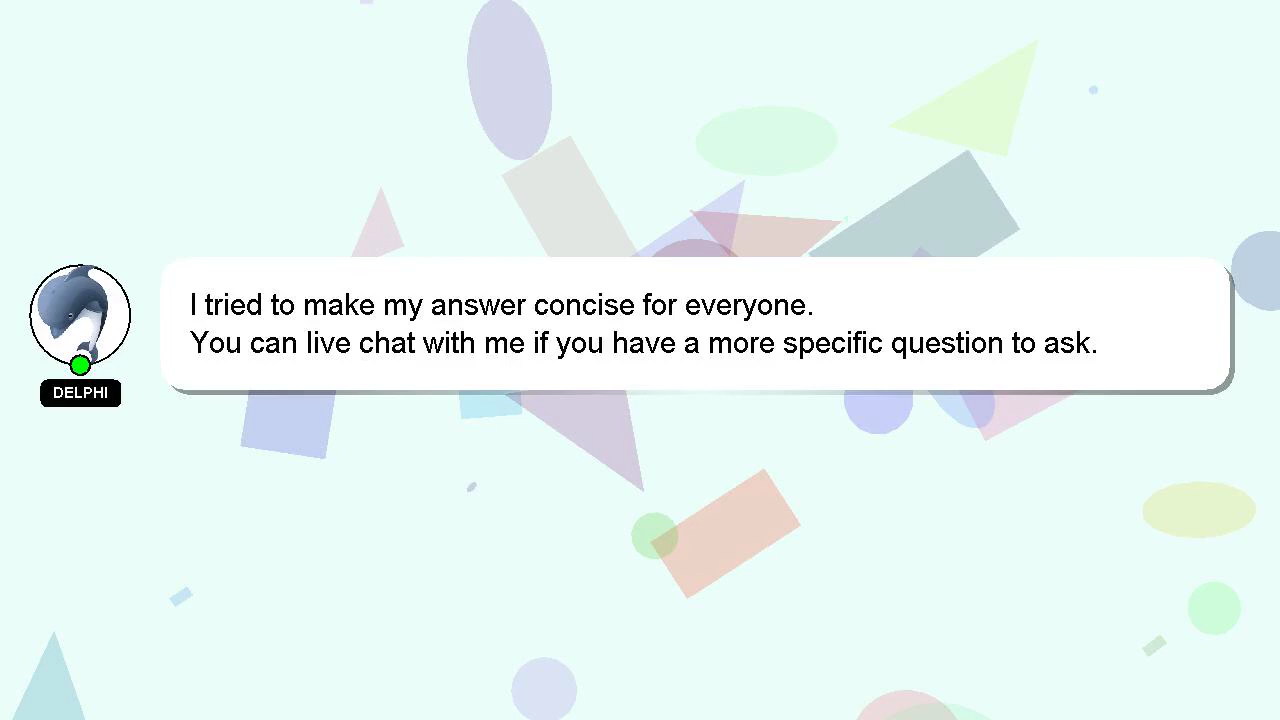 I tried to make my answer concise for everyone.
You can live chat with me if you have a more specific question to ask.
DELPHI